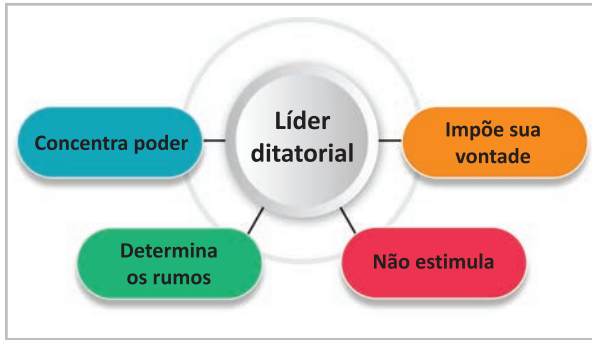 Líder
ditatorial
Concentra poder
Impõe sua
vontade
Determina
os rumos
Não estimula